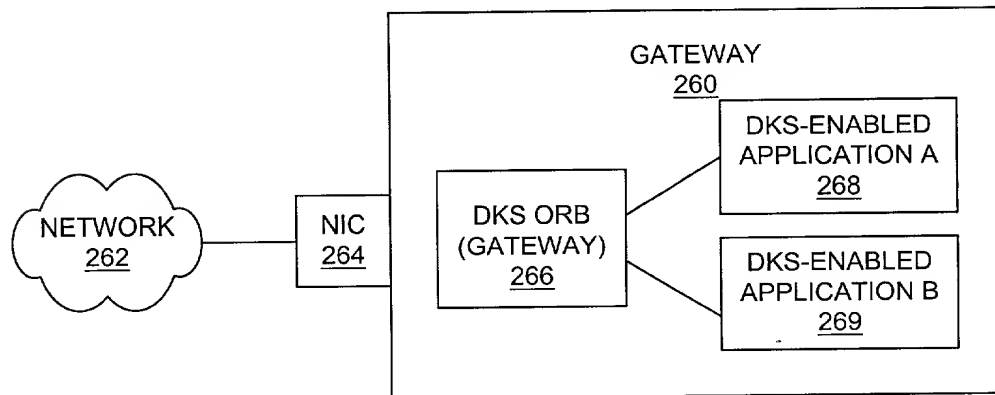 GATEWAY
260
DKS-ENABLED
APPLICATION A
268
NETWORK
262
NIC
264
DKS ORB
(GATEWAY)
266
DKS-ENABLED
APPLICATION B
269